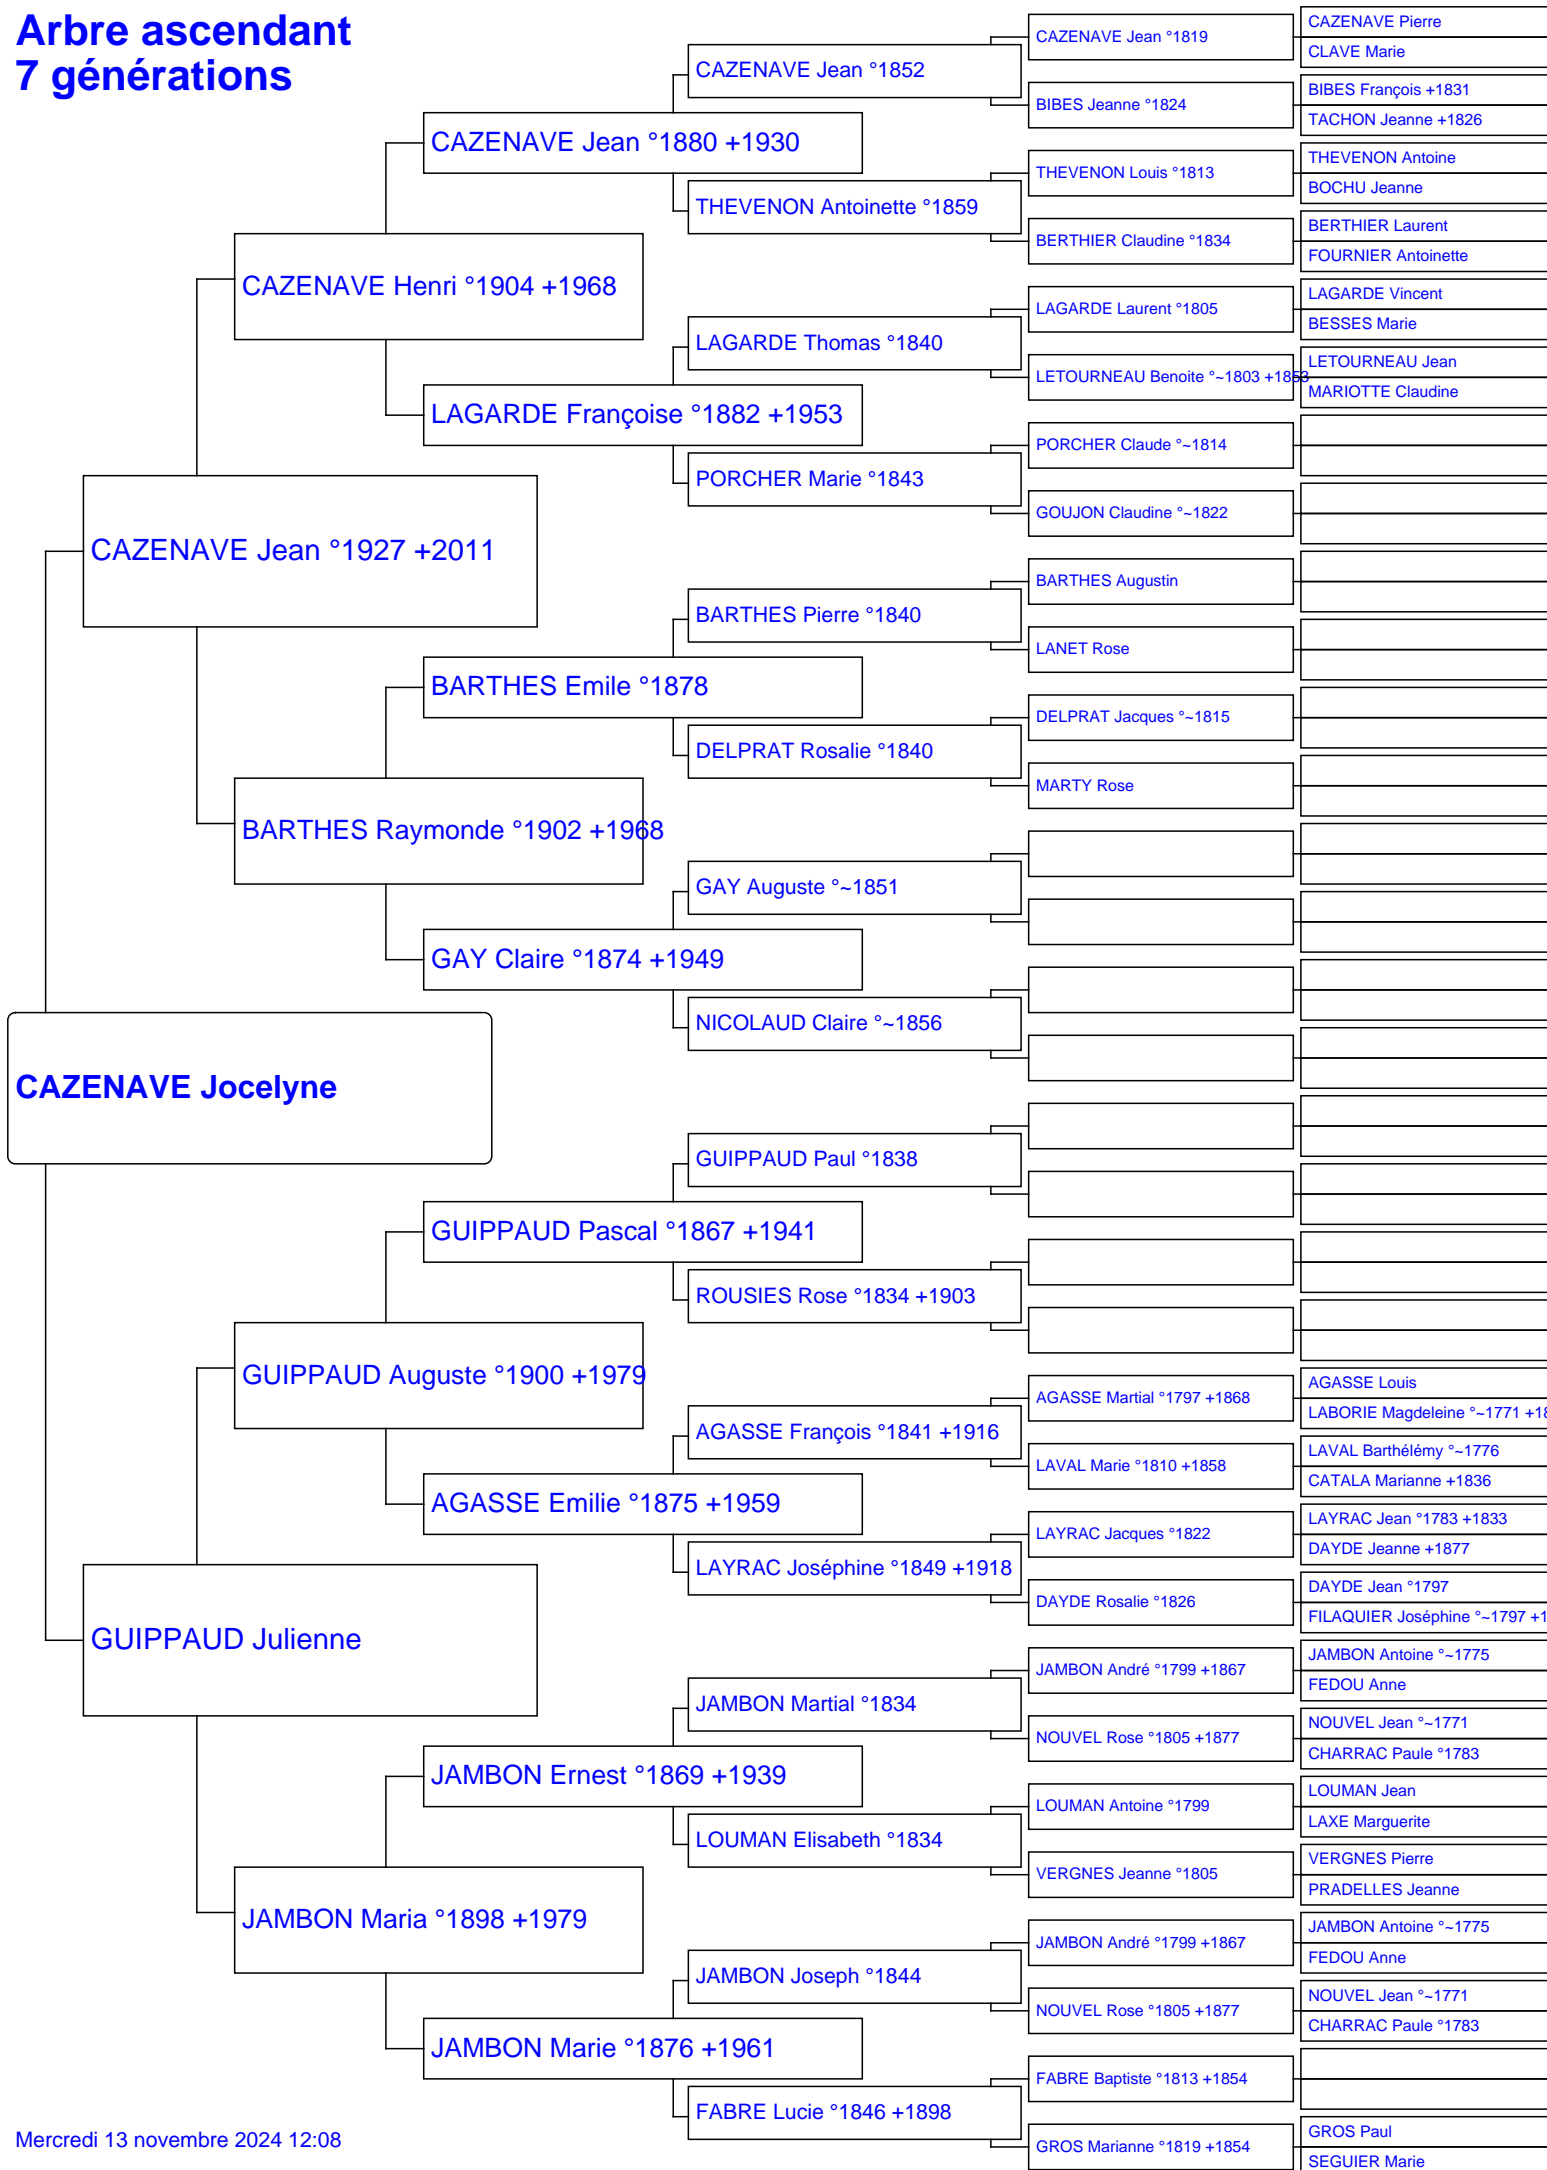 Arbre ascendant
7 générations
CAZENAVE Jocelyne
CAZENAVE Jean °1927 +2011
GUIPPAUD Julienne
CAZENAVE Henri °1904 +1968
BARTHES Raymonde °1902 +1968
GUIPPAUD Auguste °1900 +1979
JAMBON Maria °1898 +1979
CAZENAVE Jean °1880 +1930
LAGARDE Françoise °1882 +1953
BARTHES Emile °1878
GAY Claire °1874 +1949
GUIPPAUD Pascal °1867 +1941
AGASSE Emilie °1875 +1959
JAMBON Ernest °1869 +1939
JAMBON Marie °1876 +1961
CAZENAVE Jean °1852
THEVENON Antoinette °1859
LAGARDE Thomas °1840
PORCHER Marie °1843
BARTHES Pierre °1840
DELPRAT Rosalie °1840
GAY Auguste °~1851
NICOLAUD Claire °~1856
GUIPPAUD Paul °1838
ROUSIES Rose °1834 +1903
AGASSE François °1841 +1916
LAYRAC Joséphine °1849 +1918
JAMBON Martial °1834
LOUMAN Elisabeth °1834
JAMBON Joseph °1844
FABRE Lucie °1846 +1898
CAZENAVE Jean °1819
BIBES Jeanne °1824
THEVENON Louis °1813
BERTHIER Claudine °1834
LAGARDE Laurent °1805
LETOURNEAU Benoite °~1803 +1853
PORCHER Claude °~1814
GOUJON Claudine °~1822
BARTHES Augustin
LANET Rose
DELPRAT Jacques °~1815
MARTY Rose
AGASSE Martial °1797 +1868
LAVAL Marie °1810 +1858
LAYRAC Jacques °1822
DAYDE Rosalie °1826
JAMBON André °1799 +1867
NOUVEL Rose °1805 +1877
LOUMAN Antoine °1799
VERGNES Jeanne °1805
JAMBON André °1799 +1867
NOUVEL Rose °1805 +1877
FABRE Baptiste °1813 +1854
GROS Marianne °1819 +1854
CAZENAVE Pierre
CLAVE Marie
BIBES François +1831
TACHON Jeanne +1826
THEVENON Antoine
BOCHU Jeanne
BERTHIER Laurent
FOURNIER Antoinette
LAGARDE Vincent
BESSES Marie
LETOURNEAU Jean
MARIOTTE Claudine
AGASSE Louis
LABORIE Magdeleine °~1771
LAVAL Barthélémy °~1776
CATALA Marianne +1836
LAYRAC Jean °1783 +1833
DAYDE Jeanne +1877
DAYDE Jean °1797
FILAQUIER Joséphine °~1797
JAMBON Antoine °~1775
FEDOU Anne
NOUVEL Jean °~1771
CHARRAC Paule °1783
LOUMAN Jean
LAXE Marguerite
VERGNES Pierre
PRADELLES Jeanne
JAMBON Antoine °~1775
FEDOU Anne
NOUVEL Jean °~1771
CHARRAC Paule °1783
GROS Paul
SEGUIER Marie
Mercredi 13 novembre 2024 12:08